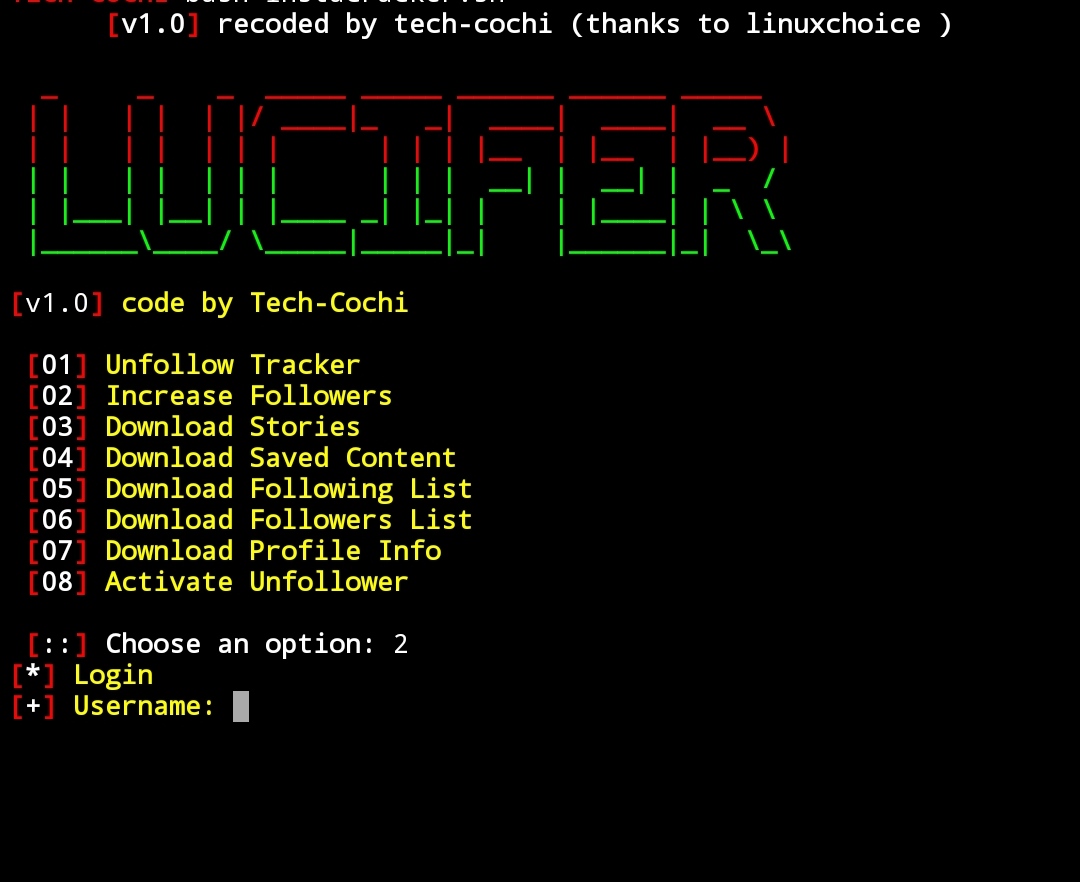 [v1.0] recoded by tech-cochi (thanks to linuxchoice )
LUCIFER
[v1.0] code by Tech-Cochi
[01] Unfollow Tracker
[02] Increase Followers
[03] Download Stories
[04] Download Saved Content
[05] Download Following List
[06] Download Followers List
[07] Download Profile Info
[08] Activate Unfollower
[::] Choose an option: 2
[*] Login
[+] Username: